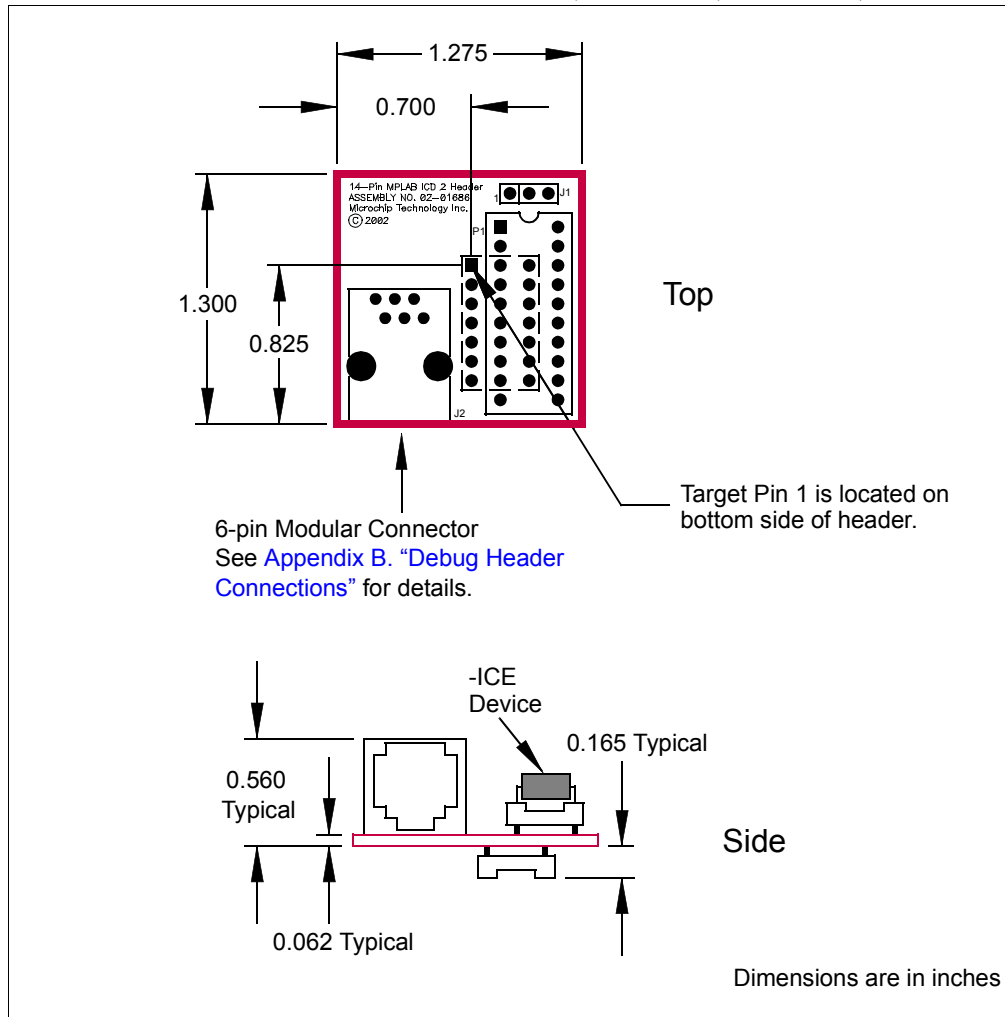 1.275
0.700
14-Pin MPLAB ICD 2 Header
ASSEMBLY NO. 02-01686
Microchip Technology Inc.
© 2002
1
J1
P1
1.300
0.825
J2
Top
Target Pin 1 is located on
bottom side of header.
6-pin Modular Connector
See Appendix B. “Debug Header
Connections” for details.
-ICE
Device
0.165 Typical
0.560
Typical
Side
0.062 Typical
Dimensions are in inches